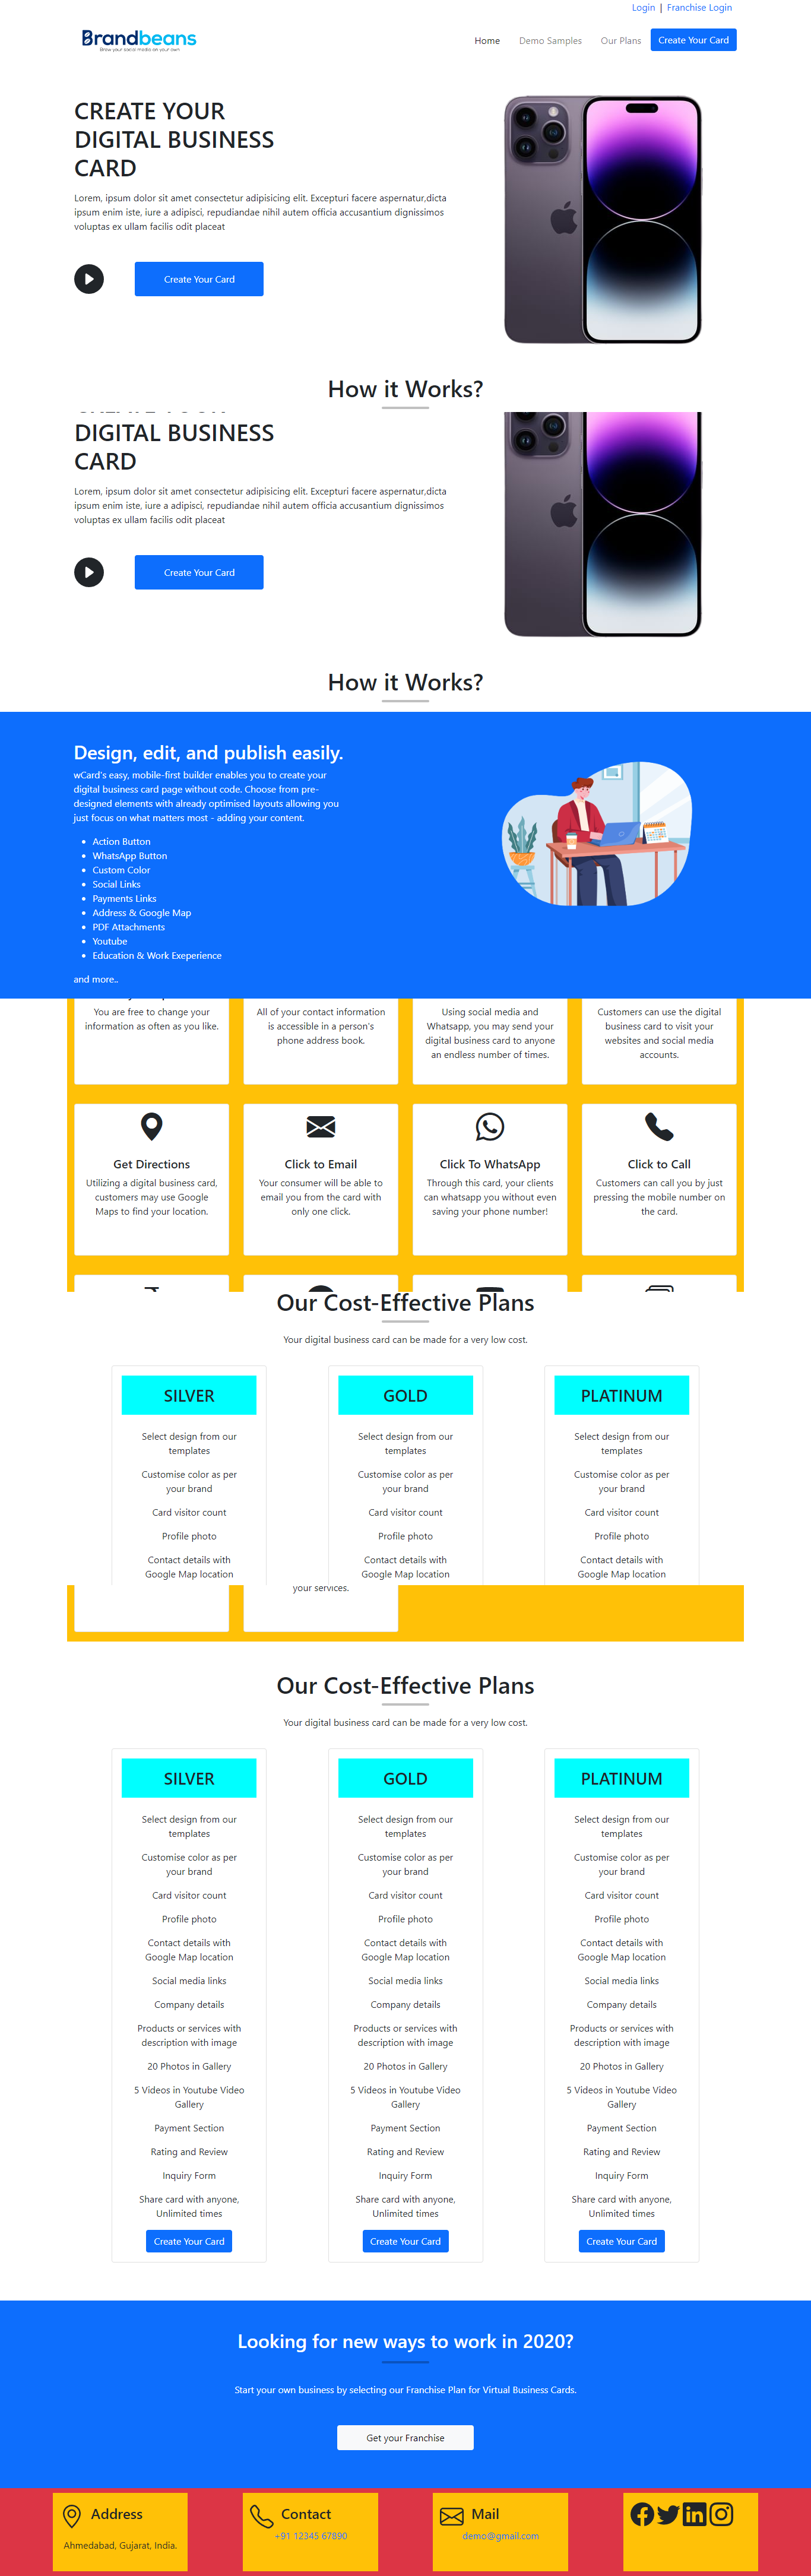 Login | Franchise Login
Brandbeans
Grow your social media on your own
Home Demo Samples Our Plans Create Your Card
CREATE YOUR
DIGITAL BUSINESS
CARD
Lorem, ipsum dolor sit amet consectetur adipisicing elit. Excepturi facere aspernatur,dicta
ipsum enim iste, iure a adipisci, repudiandae nihil autem officia accusantium dignissimos
voluptas ex ullam facilis odit placeat
Create Your Card
How it Works?
DIGITAL BUSINESS
CARD
Lorem, ipsum dolor sit amet consectetur adipisicing elit. Excepturi facere aspernatur,dicta
ipsum enim iste, iure a adipisci, repudiandae nihil autem officia accusantium dignissimos
voluptas ex ullam facilis odit placeat
Create Your Card
How it Works?
Design, edit, and publish easily.
wCard's easy, mobile-first builder enables you to create your
digital business card page without code. Choose from pre-
designed elements with already optimised layouts allowing you
just focus on what matters most - adding your content.
Action Button
WhatsApp Button
Custom Color
Social Links
Payments Links
Address & Google Map
PDF Attachments
Youtube
Education & Work Exeperience
and more..
You are free to change your
information as often as you like.
All of your contact information
is accessible in a person's
phone address book.
Using social media and
Whatsapp, you may send your
digital business card to anyone
an endless number of times.
Customers can use the digital
business card to visit your
websites and social media
accounts.
Get Directions
Utilizing a digital business card,
customers may use Google
Maps to find your location.
Click to Email
Your consumer will be able to
email you from the card with
only one click.
Click To WhatsApp
Through this card, your clients
can whatsapp you without even
saving your phone number!
Click to Call
Customers can call you by just
pressing the mobile number on
the card.
Our Cost-Effective Plans
Your digital business card can be made for a very low cost.
SILVER
Select design from our
templates
Customise color as per
your brand
Card visitor count
Profile photo
Contact details with
Google Map location
GOLD
Select design from our
templates
Customise color as per
your brand
Card visitor count
Profile photo
Contact details with
Google Map location
PLATINUM
Select design from our
templates
Customise color as per
your brand
Card visitor count
Profile photo
Contact details with
Google Map location
your services.
Our Cost-Effective Plans
Your digital business card can be made for a very low cost.
SILVER
Select design from our
templates
Customise color as per
your brand
Card visitor count
Profile photo
Contact details with
Google Map location
Social media links
Company details
Products or services with
description with image
20 Photos in Gallery
5 Videos in Youtube Video
Gallery
Payment Section
Rating and Review
Inquiry Form
Share card with anyone,
Unlimited times
Create Your Card
GOLD
Select design from our
templates
Customise color as per
your brand
Card visitor count
Profile photo
Contact details with
Google Map location
Social media links
Company details
Products or services with
description with image
20 Photos in Gallery
5 Videos in Youtube Video
Gallery
Payment Section
Rating and Review
Inquiry Form
Share card with anyone,
Unlimited times
Create Your Card
PLATINUM
Select design from our
templates
Customise color as per
your brand
Card visitor count
Profile photo
Contact details with
Google Map location
Social media links
Company details
Products or services with
description with image
20 Photos in Gallery
5 Videos in Youtube Video
Gallery
Payment Section
Rating and Review
Inquiry Form
Share card with anyone,
Unlimited times
Create Your Card
Looking for new ways to work in 2020?
Start your own business by selecting our Franchise Plan for Virtual Business Cards.
Get your Franchise
Address
Ahmedabad, Gujarat, India.
Contact
+91 12345 67890
Mail
demo@gmail.com